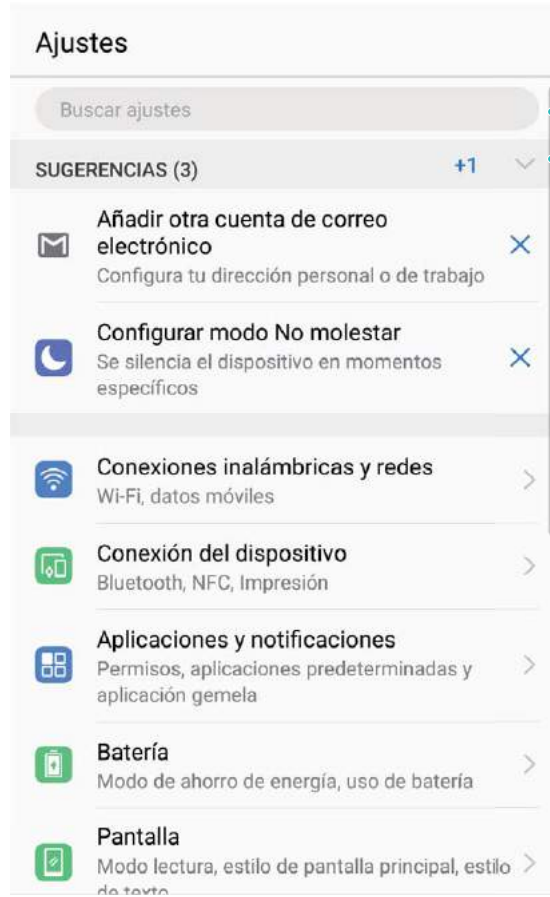 Ajustes
Buscar ajustes
SUGERENCIAS (3) +1
Añadir otra cuenta de correo
electrónico
Configura tu dirección personal o de trabajo
Configurar modo No molestar
Se silencia el dispositivo en momentos
específicos
Conexiones inalámbricas y redes
Wi-Fi, datos móviles
Conexión del dispositivo
Bluetooth, NFC, Impresión
Aplicaciones y notificaciones
Permisos, aplicaciones predeterminadas y
aplicación gemela
Batería
Modo de ahorro de energía, uso de batería
Pantalla
Modo lectura, estilo de pantalla principal, estilo
de texto